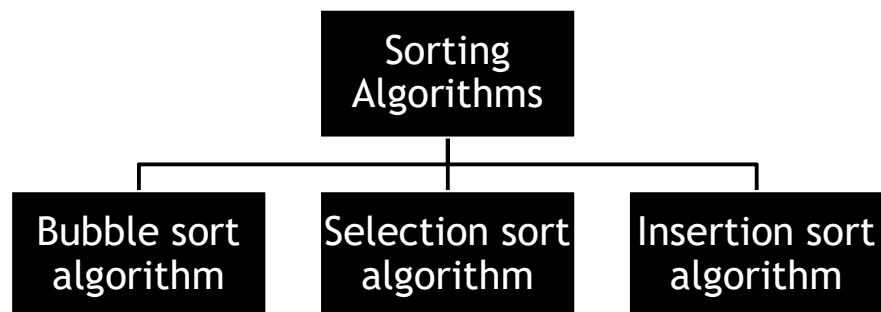 Sorting
Algorithms
Bubble sort
algorithm
Selection sort
algorithm
Insertion sort
algorithm